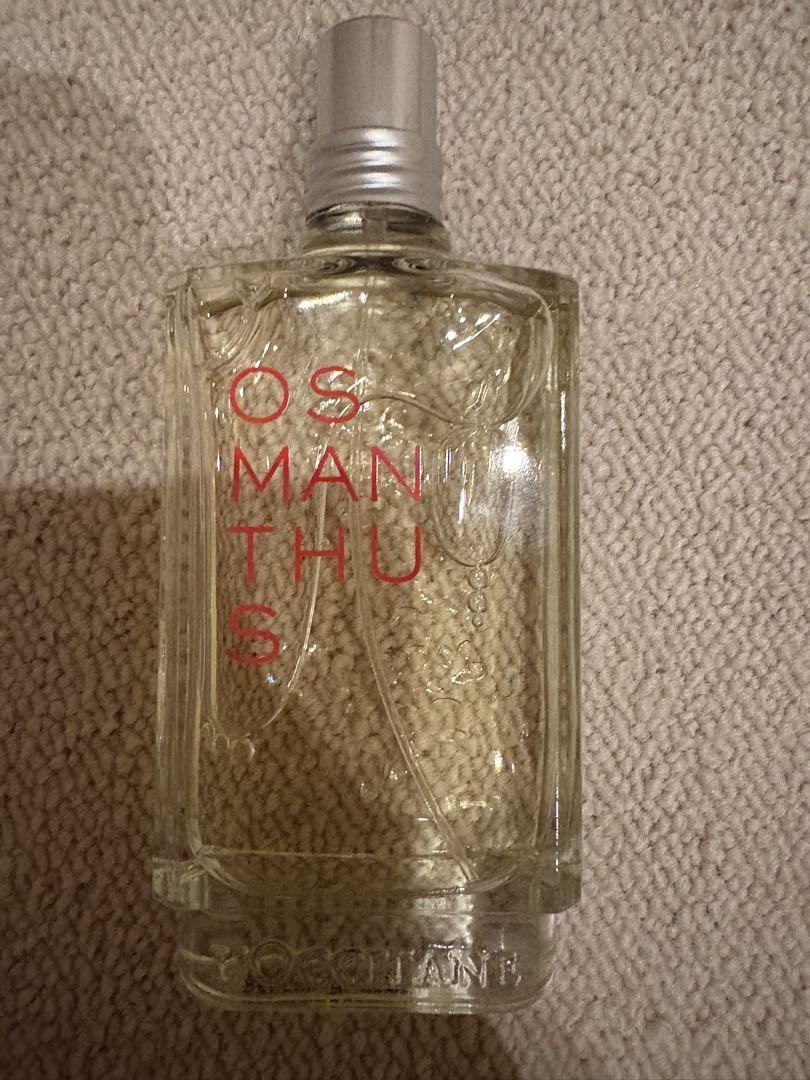 OS
MAN
THU
S
L'OCCITANE